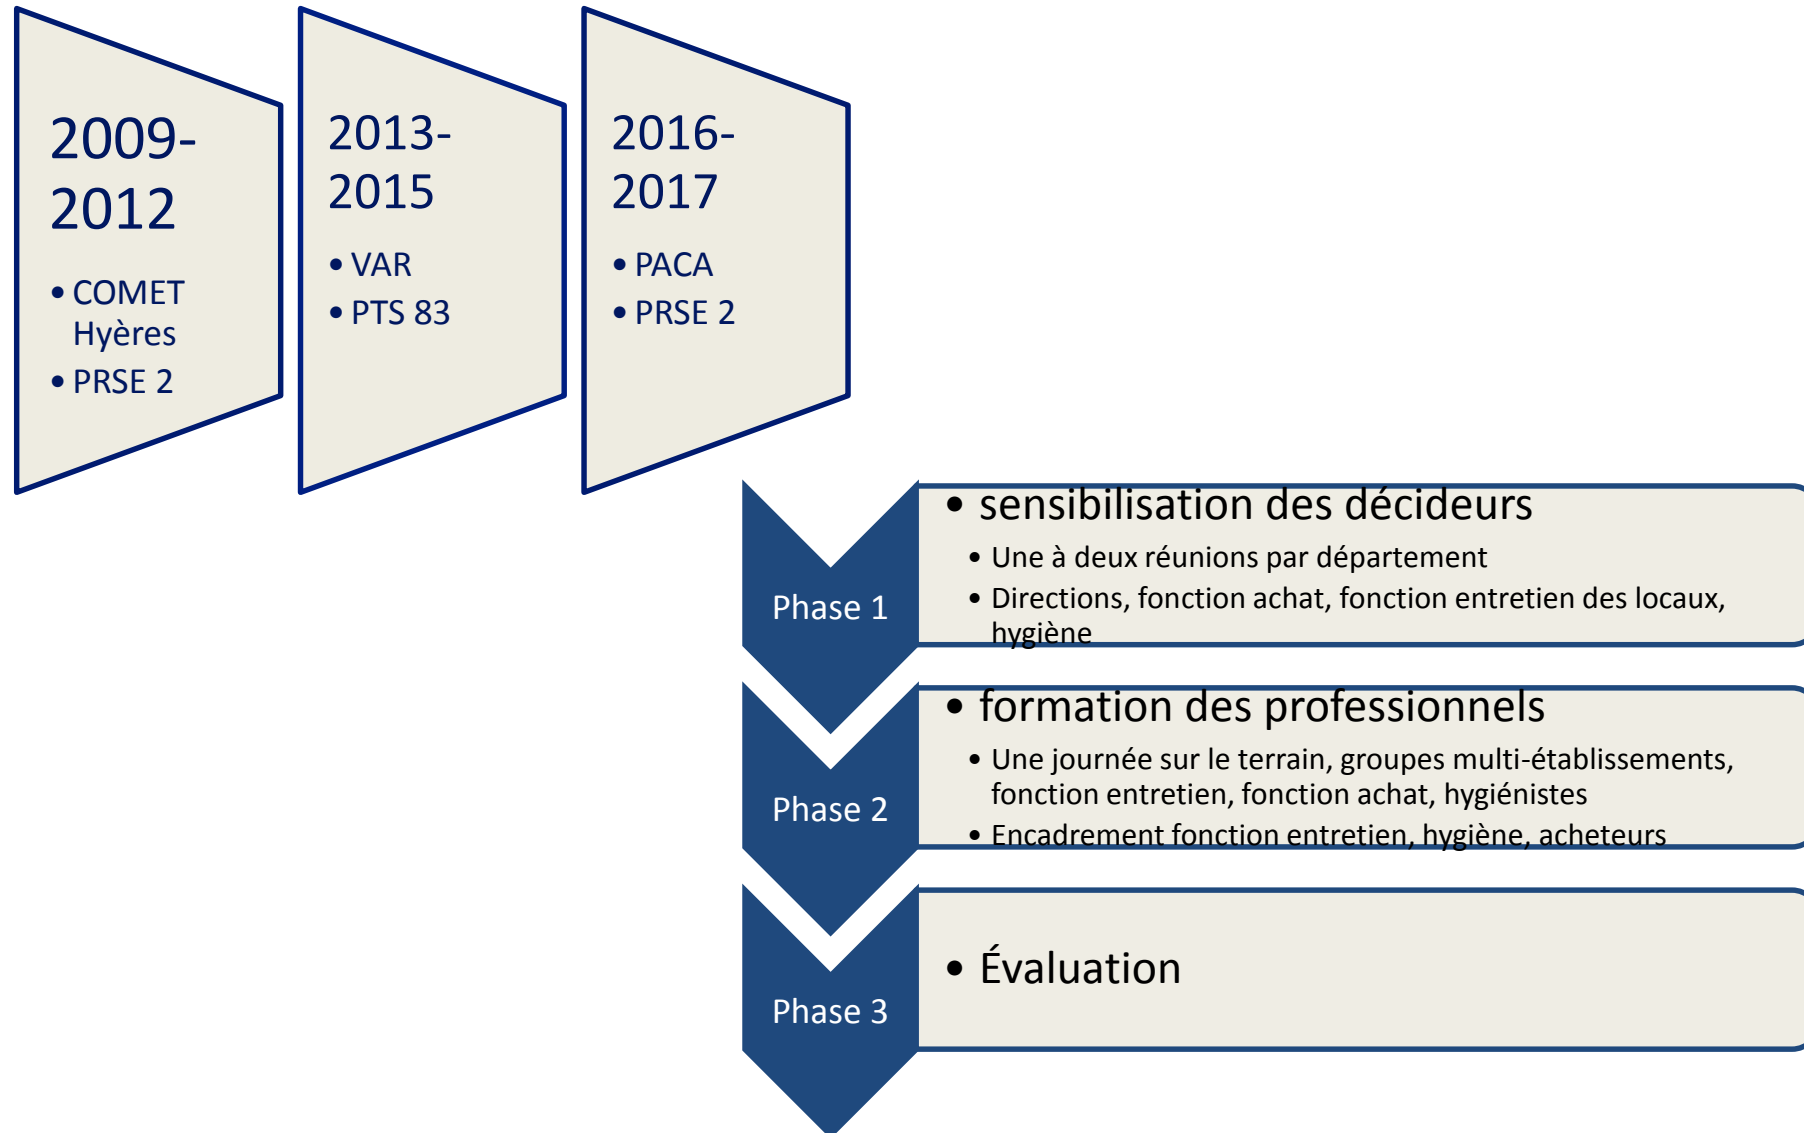 2009-
2012
• COMET
Hyères
• PRSE 2
2013-
2015
• VAR
• PTS 83
2016-
2017
• PACA
• PRSE 2
Phase 1
• sensibilisation des décideurs
• Une à deux réunions par département
• Directions, fonction achat, fonction entretien des locaux,
hygiène
Phase 2
• formation des professionnels
• Une journée sur le terrain, groupes multi-établissements,
fonction entretien, fonction achat, hygiénistes
• Encadrement fonction entretien, hygiène, acheteurs
Phase 3
• Évaluation